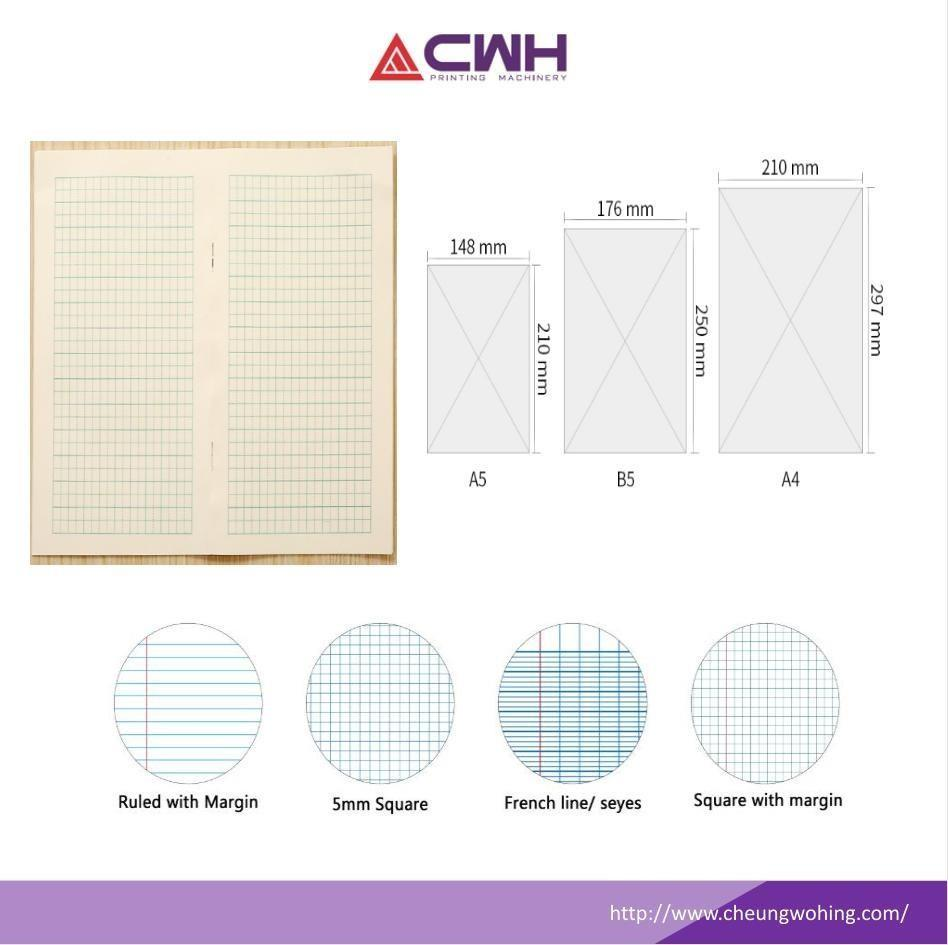 CWH
PRINTING MACHINERY
210 mm
176 mm
148 mm
297 mm
250 mm
210 mm
A5
B5
A4
Ruled with Margin
5mm Square
French line/ seyes
Square with margin
http://www.cheungwohing.com/